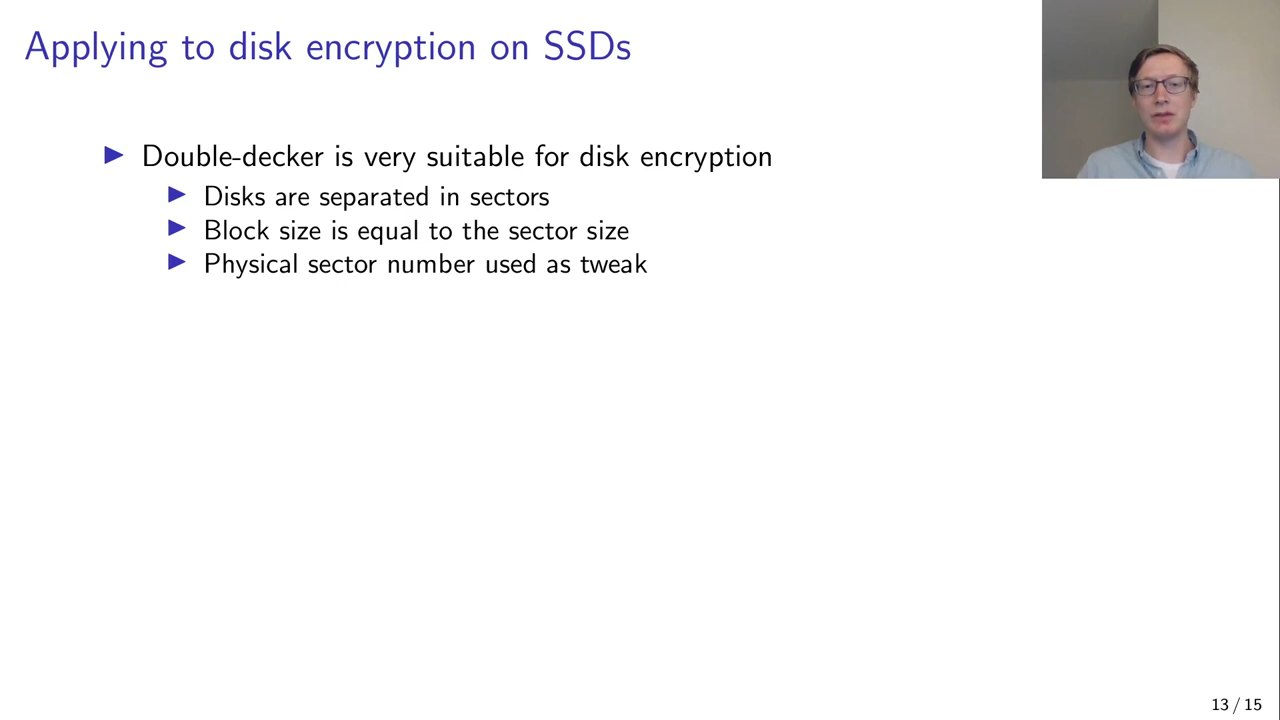 Applying to disk encryption on SSDs
Double-decker is very suitable for disk encryption
Disks are separated in sectors
Block size is equal to the sector size
Physical sector number used as tweak
13 / 15